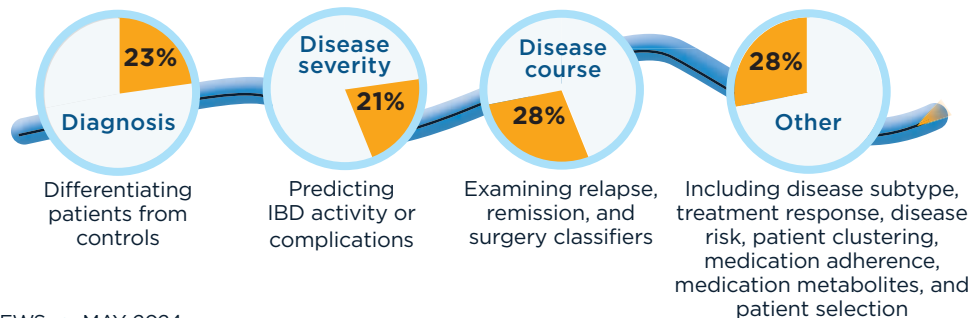 23%
Diagnosis
Differentiating
patients from
controls
Disease
severity
21%
Predicting
IBD activity or
complications
Disease
course
28%
Examining relapse,
remission, and
surgery classifiers
28%
Other
Including disease subtype,
treatment response, disease
risk, patient clustering,
medication adherence,
medication metabolites, and
patient selection